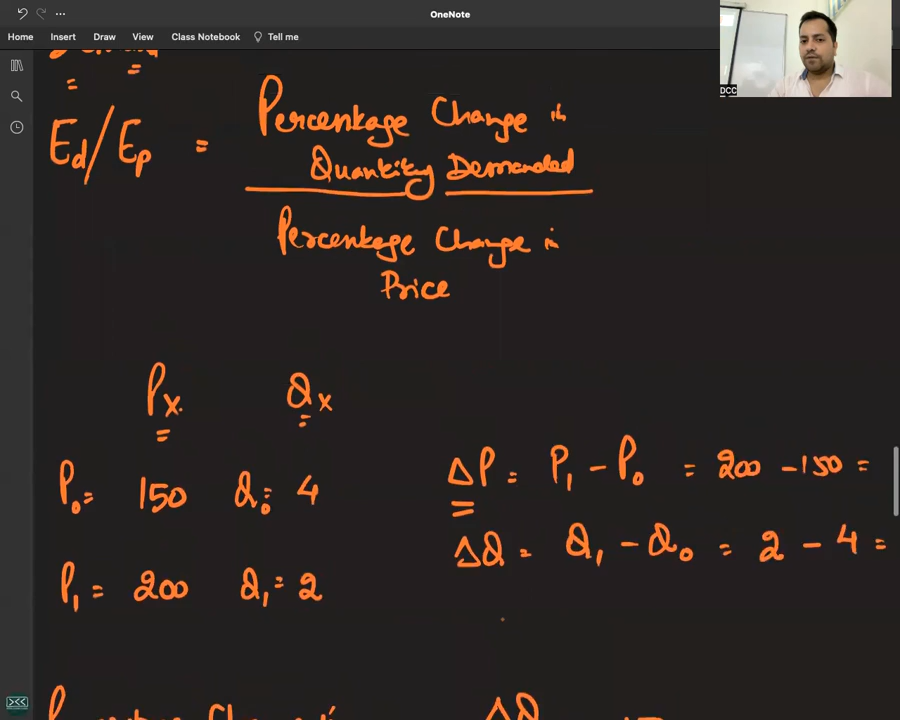 OneNote
Home Insert Draw View Class Notebook Tell me
DCC
Ed/Ep = Percentage Change in
Quantity Demanded
Percentage Change in
Price
Px Qx
P0= 150 Q0= 4
ΔP = P1 - P0 = 200 - 150 =
ΔQ = Q1 - Q0 = 2 - 4 =
P1 = 200 Q1 = 2
ΔQ